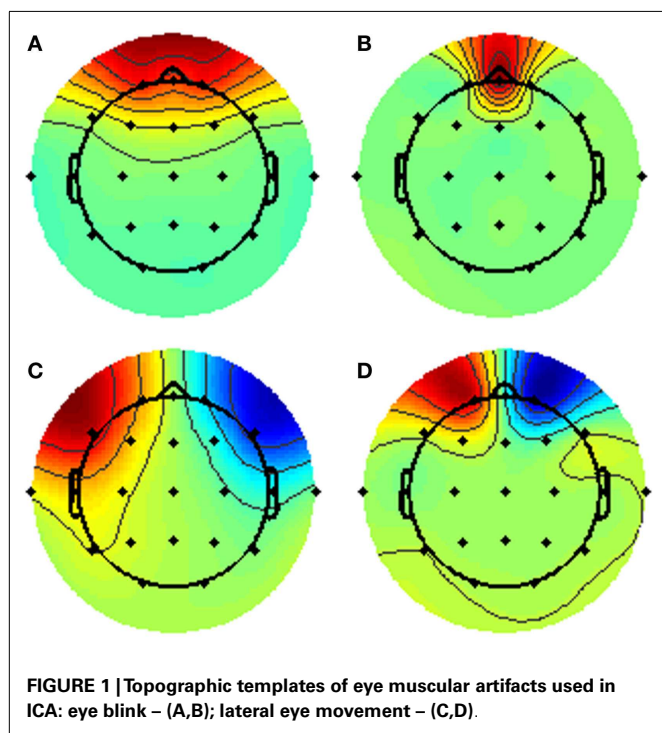 A
B
C
D
FIGURE 1 | Topographic templates of eye muscular artifacts used in
ICA: eye blink – (A,B); lateral eye movement – (C,D).